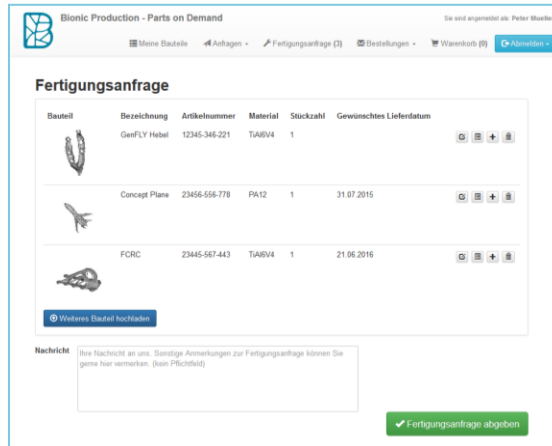 Bionic Production - Parts on Demand
Sie sind angemeldet als: Peter Mueller
Meine Bauteile Anfragen Fertigungsanfrage (3) Bestellungen Warenkorb (0) Abmelden
Fertigungsanfrage
Bauteil Bezeichnung Artikelnummer Material Stückzahl Gewünschtes Lieferdatum
GenFLY Hebel 12345-346-221 TiAl6V4 1
Concept Plane 23456-556-778 PA12 1 31.07.2015
FCRC 23445-567-443 TiAl6V4 1 21.06.2016
Weiteres Bauteil hochladen
Nachricht
Ihre Nachricht an uns. Sonstige Anmerkungen zur Fertigungsanfrage können Sie
gerne hier vermerken. (kein Pflichtfeld)
Fertigungsanfrage abgeben